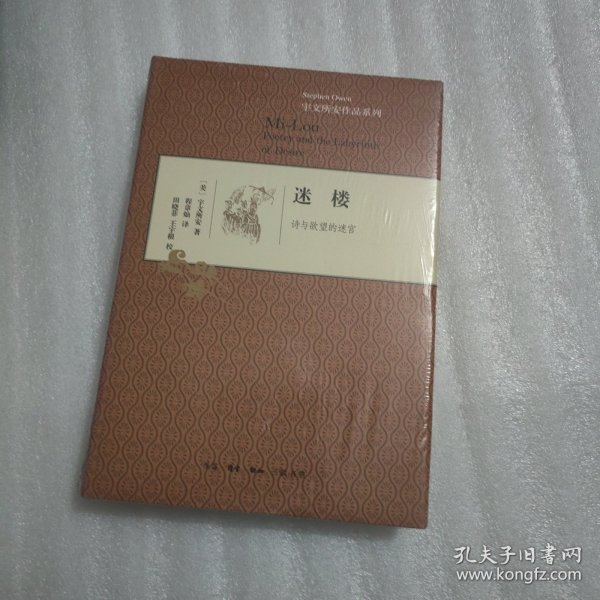 Stephen Owen
宇文所安作品系列
Mi-Lou
Poetry and the Labyrinth
of Desire
迷楼
诗与欲望的迷宫
[美] 宇文所安 著
程章灿 译
田晓菲 王宇根 校
生活·读书·新知 三联书店
孔夫子旧书网
www.kongfz.com